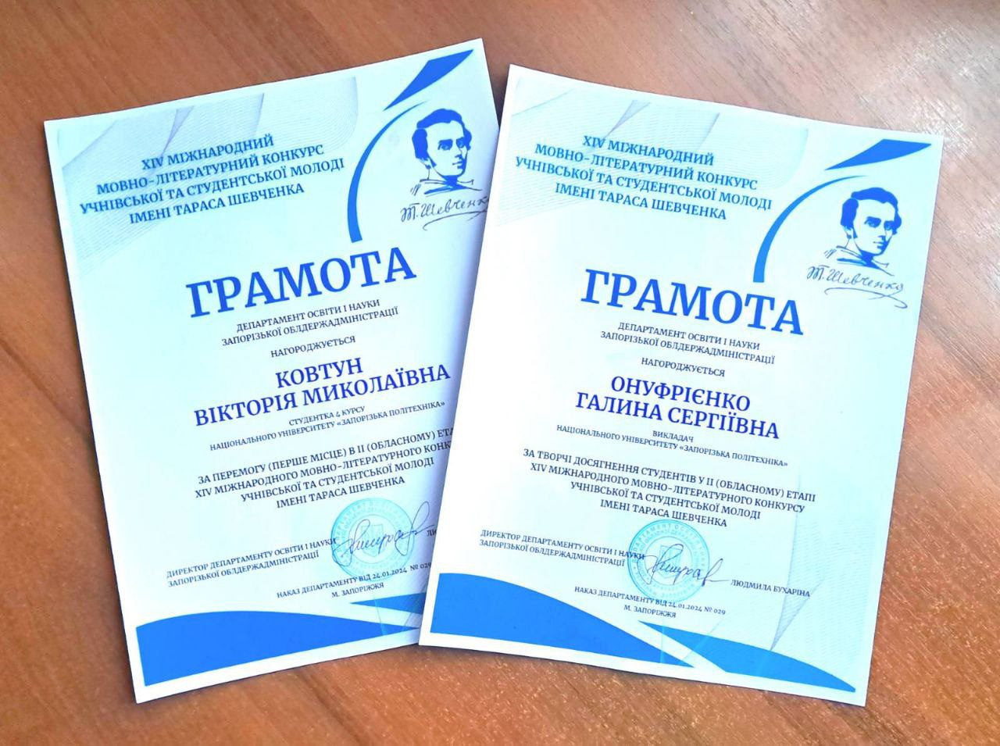 XIV МІЖНАРОДНИЙ
МОВНО-ЛІТЕРАТУРНИЙ КОНКУРС
УЧНІВСЬКОЇ ТА СТУДЕНТСЬКОЇ МОЛОДІ
ІМЕНІ ТАРАСА ШЕВЧЕНКА
Т. Шевченко
ГРАМОТА
ДЕПАРТАМЕНТ ОСВІТИ І НАУКИ
ЗАПОРІЗЬКОЇ ОБЛДЕРЖАДМІНІСТРАЦІЇ
НАГОРОДЖУЄТЬСЯ
КОВТУН
ВІКТОРІЯ МИКОЛАЇВНА
СТУДЕНТКА 4 КУРСУ
НАЦІОНАЛЬНОГО УНІВЕРСИТЕТУ «ЗАПОРІЗЬКА ПОЛІТЕХНІКА»
ЗА ПЕРЕМОГУ (ПЕРШЕ МІСЦЕ) В ІІ (ОБЛАСНОМУ) ЕТА
XIV МІЖНАРОДНОГО МОВНО-ЛІТЕРАТУРНОГО КОНК
УЧНІВСЬКОЇ ТА СТУДЕНТСЬКОЇ МОЛОДІ
ІМЕНІ ТАРАСА ШЕВЧЕНКА
ДИРЕКТОР ДЕПАРТАМЕНТУ ОСВІТИ І НАУКИ
ЗАПОРІЗЬКОЇ ОБЛДЕРЖАДМІНІСТРАЦІЇ
НАКАЗ ДЕПАРТАМЕНТУ ВІД 24.01.2024 № 029
М. ЗАПОРІЖЖЯ
XIV МІЖНАРОДНИЙ
МОВНО-ЛІТЕРАТУРНИЙ КОНКУРС
УЧНІВСЬКОЇ ТА СТУДЕНТСЬКОЇ МОЛОДІ
ІМЕНІ ТАРАСА ШЕВЧЕНКА
Т. Шевченко
ГРАМОТА
ДЕПАРТАМЕНТ ОСВІТИ І НАУКИ
ЗАПОРІЗЬКОЇ ОБЛДЕРЖАДМІНІСТРАЦІЇ
НАГОРОДЖУЄТЬСЯ
ОНУФРІЄНКО
ГАЛИНА СЕРГІЇВНА
ВИКЛАДАЧ
НАЦІОНАЛЬНОГО УНІВЕРСИТЕТУ «ЗАПОРІЗЬКА ПОЛІТЕХНІКА»
ЗА ТВОРЧІ ДОСЯГНЕННЯ СТУДЕНТІВ У ІІ (ОБЛАСНОМУ) ЕТАПІ
XIV МІЖНАРОДНОГО МОВНО-ЛІТЕРАТУРНОГО КОНКУРСУ
УЧНІВСЬКОЇ ТА СТУДЕНТСЬКОЇ МОЛОДІ
ІМЕНІ ТАРАСА ШЕВЧЕНКА
ДИРЕКТОР ДЕПАРТАМЕНТУ ОСВІТИ І НАУКИ
ЗАПОРІЗЬКОЇ ОБЛДЕРЖАДМІНІСТРАЦІЇ
ЛЮДМИЛА БУХАРІНА
НАКАЗ ДЕПАРТАМЕНТУ ВІД 24.01.2024 № 029
М. ЗАПОРІЖЖЯ